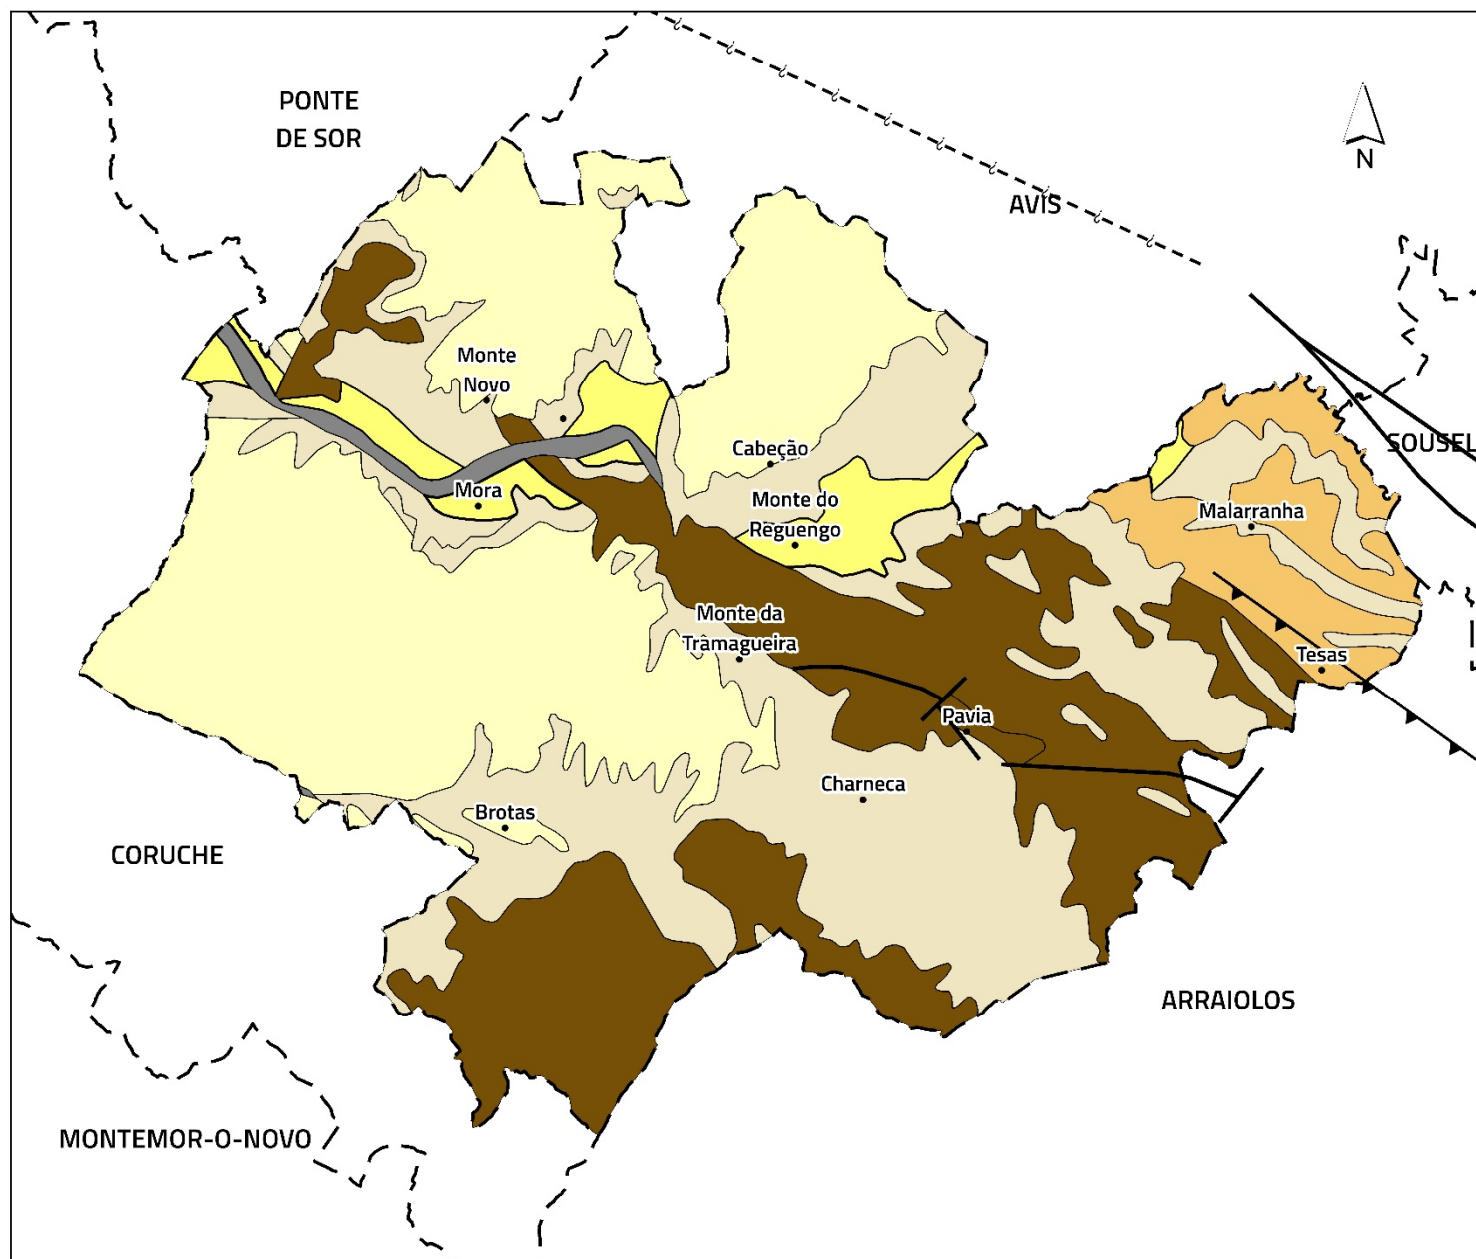 PONTE
DE SOR
N
AVIS
Monte
Novo
SOUSEL
Cabeção
Mora
Monte do
Reguengo
Malarranha
Monte da
Tramagueira
Tesas
Pavia
Charneca
Brotas
CORUCHE
ARRAIOLOS
MONTEMOR-O-NOVO